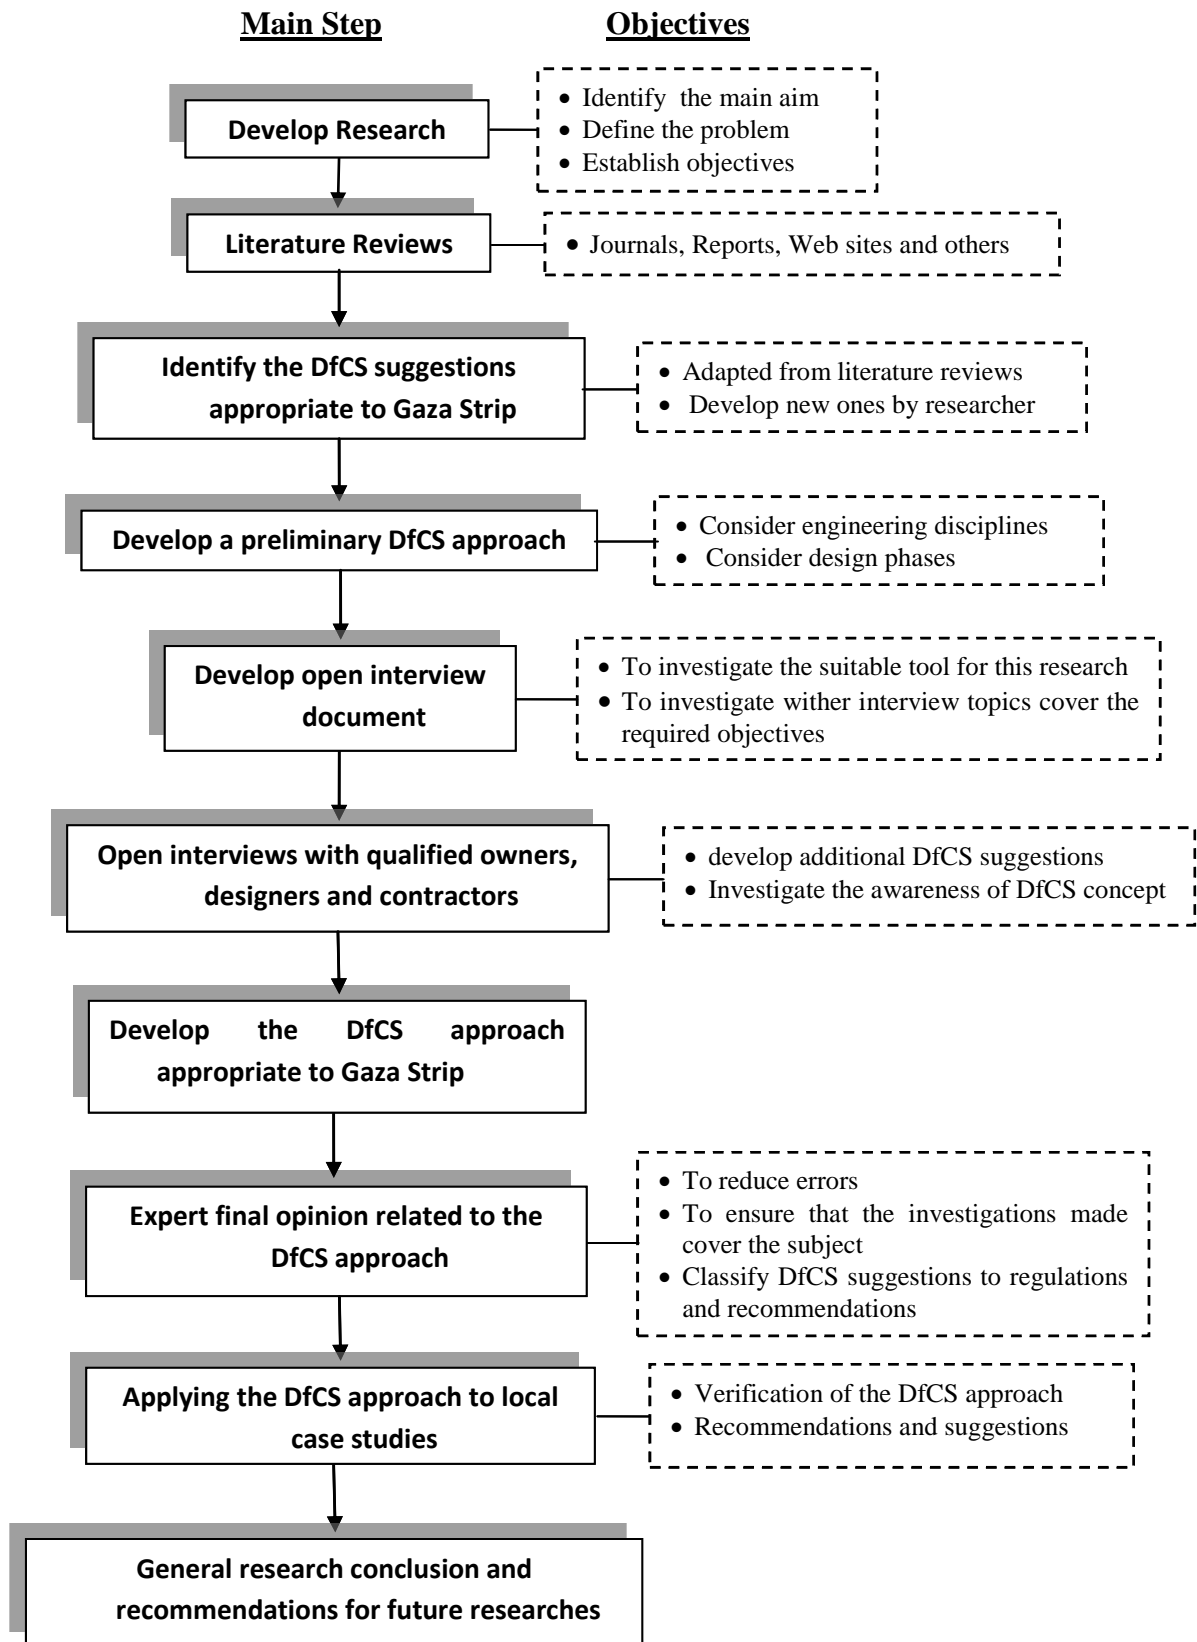 Main Step
Objectives
Develop Research
• Identify the main aim
• Define the problem
• Establish objectives
Literature Reviews
• Journals, Reports, Web sites and others
Identify the DfCS suggestions
appropriate to Gaza Strip
• Adapted from literature reviews
• Develop new ones by researcher
Develop a preliminary DfCS approach
• Consider engineering disciplines
• Consider design phases
Develop open interview
document
• To investigate the suitable tool for this research
• To investigate wither interview topics cover the
required objectives
Open interviews with qualified owners,
designers and contractors
• develop additional DfCS suggestions
• Investigate the awareness of DfCS concept
Develop the DfCS approach
appropriate to Gaza Strip
Expert final opinion related to the
DfCS approach
• To reduce errors
• To ensure that the investigations made
cover the subject
• Classify DfCS suggestions to regulations
and recommendations
Applying the DfCS approach to local
case studies
• Verification of the DfCS approach
• Recommendations and suggestions
General research conclusion and
recommendations for future researches